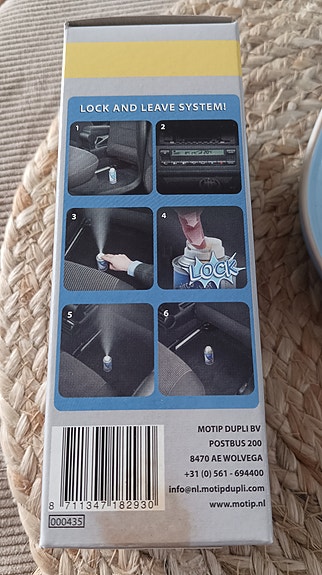 LOCK AND LEAVE SYSTEM!
1
2
3
4
LOCK
5
6
MOTIP DUPLI BV
POSTBUS 200
8470 AE WOLVEGA
+31 (0) 561 - 694400
info@nl.motipdupli.com
www.motip.nl
8 711347 182930
000435